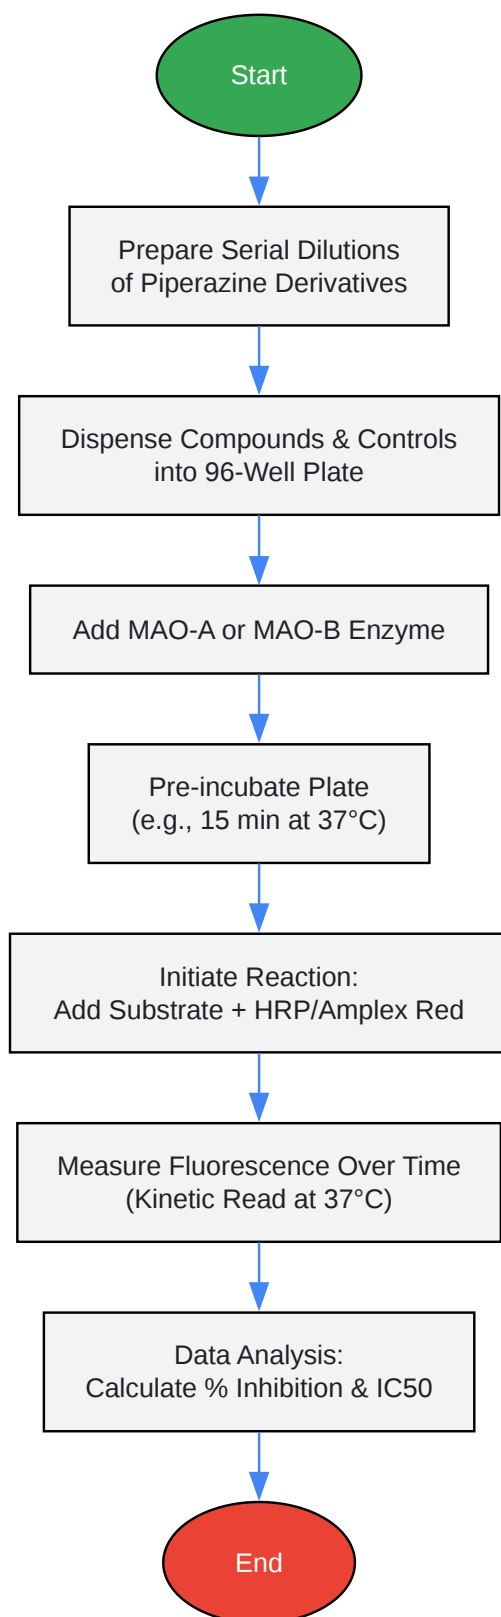 Start
Prepare Serial Dilutions
of Piperazine Derivatives
Dispense Compounds & Controls
into 96-Well Plate
Add MAO-A or MAO-B Enzyme
Pre-incubate Plate
(e.g., 15 min at 37°C)
Initiate Reaction:
Add Substrate + HRP/Amplex Red
Measure Fluorescence Over Time
(Kinetic Read at 37°C)
Data Analysis:
Calculate % Inhibition & IC50
End